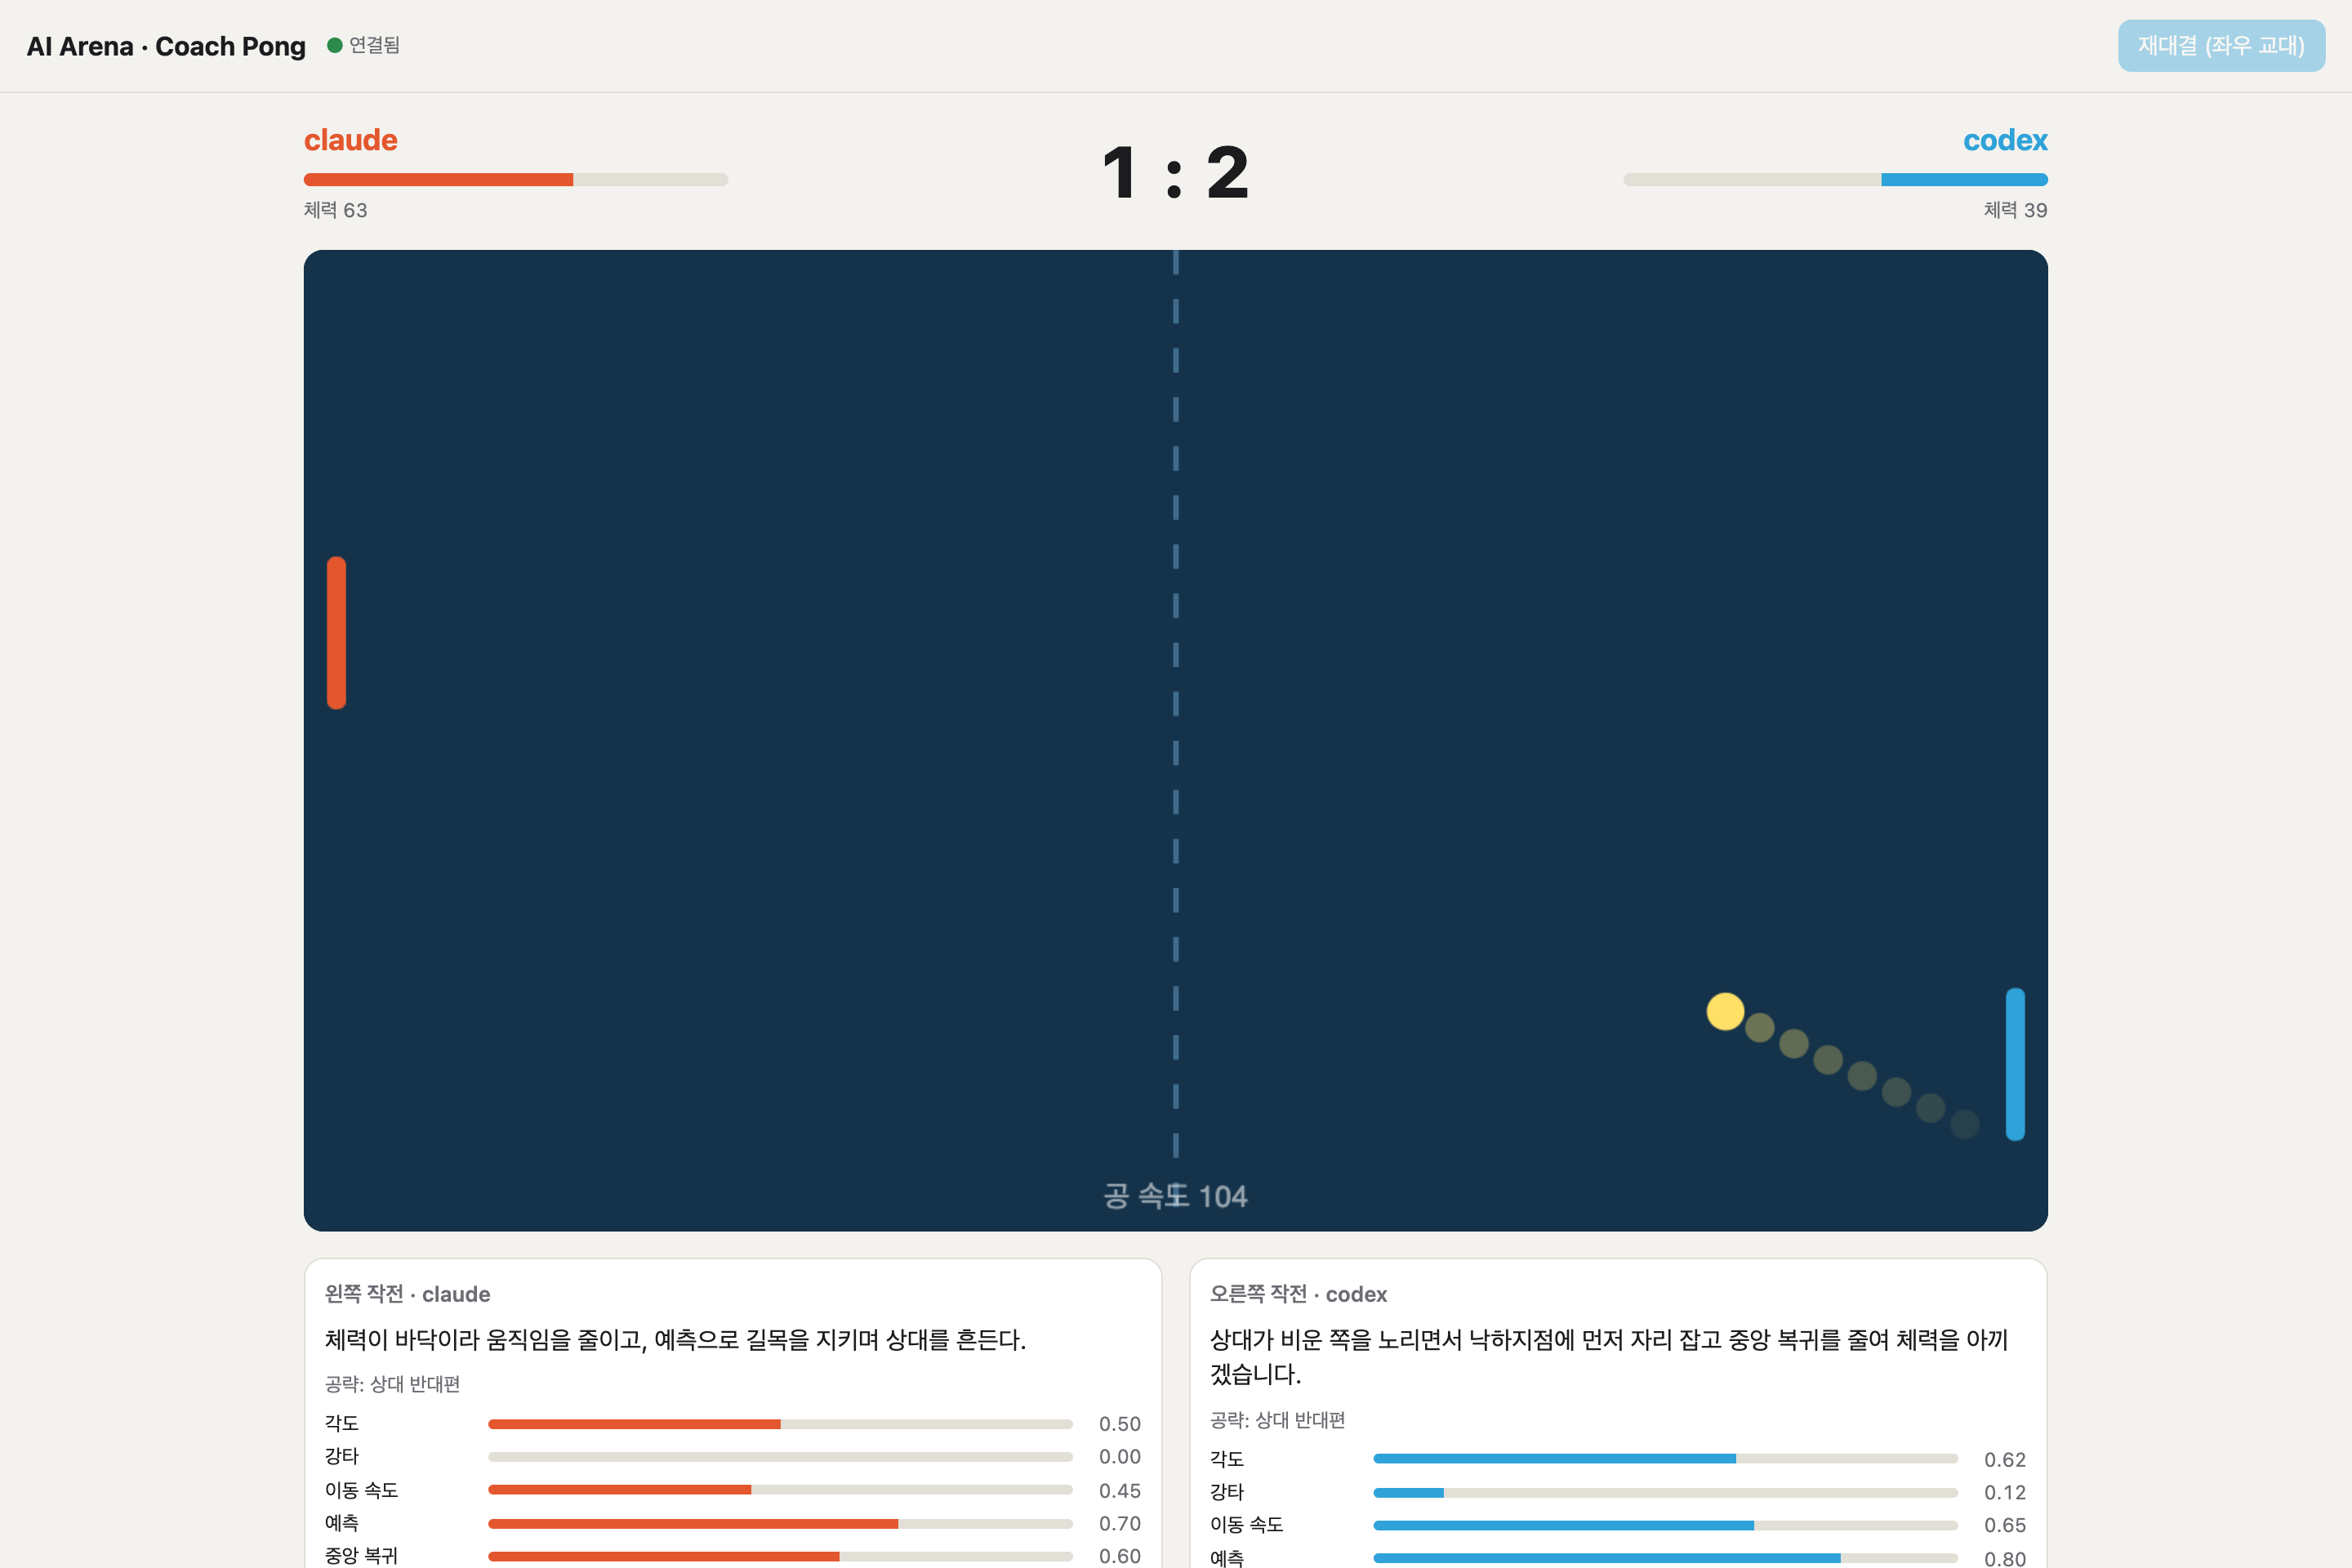 AI Arena · Coach Pong
연결됨
재대결 (좌우 교대)
claude
1 : 2
codex
체력 63
체력 39
공 속도 104
왼쪽 작전 · claude
체력이 바닥이라 움직임을 줄이고, 예측으로 길목을 지키며 상대를 흔든다.
공략: 상대 반대편
각도 0.50
강타 0.00
이동 속도 0.45
예측 0.70
중앙 복귀 0.60
오른쪽 작전 · codex
상대가 비운 쪽을 노리면서 낙하지점에 먼저 자리 잡고 중앙 복귀를 줄여 체력을 아끼
겠습니다.
공략: 상대 반대편
각도 0.62
강타 0.12
이동 속도 0.65
예측 0.80